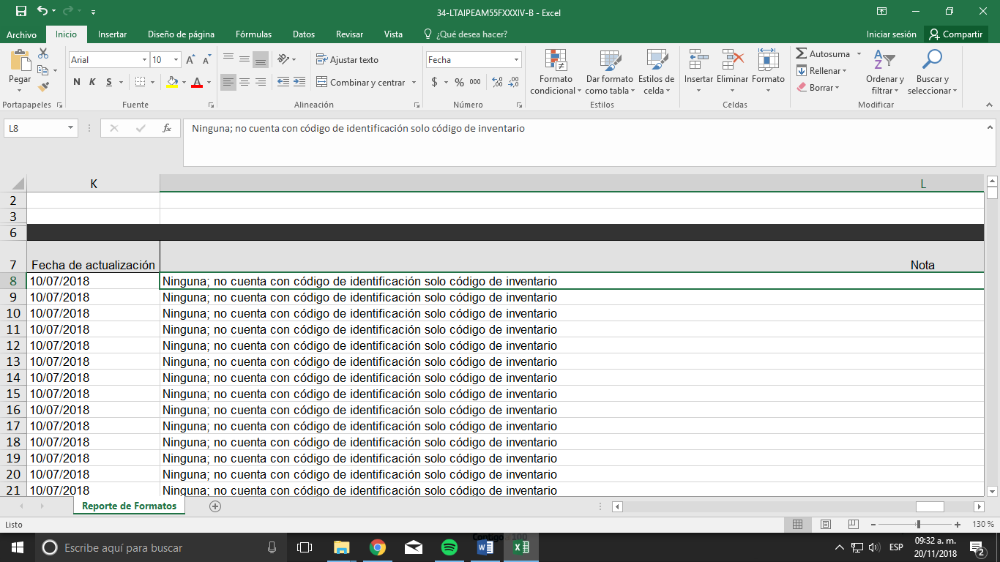 34-LTAIPEAM55FXXXIV-B - Excel
Archivo Inicio Insertar Diseño de página Fórmulas Datos Revisar Vista ¿Qué desea hacer? Iniciar sesión Compartir
Pegar
Arial 10
N K S
Ajustar texto
Combinar y centrar
Fecha
$ % 000
Formato condicional
Dar formato como tabla
Estilos de celda
Insertar Eliminar Formato
Autosuma
Rellenar
Borrar
Ordenar y filtrar
Buscar y seleccionar
Portapapeles Fuente Alineación Número Estilos Celdas Modificar
L8 fx Ninguna; no cuenta con código de identificación solo código de inventario
K L
2
3
6
7 Fecha de actualización Nota
8 10/07/2018 Ninguna; no cuenta con código de identificación solo código de inventario
9 10/07/2018 Ninguna; no cuenta con código de identificación solo código de inventario
10 10/07/2018 Ninguna; no cuenta con código de identificación solo código de inventario
11 10/07/2018 Ninguna; no cuenta con código de identificación solo código de inventario
12 10/07/2018 Ninguna; no cuenta con código de identificación solo código de inventario
13 10/07/2018 Ninguna; no cuenta con código de identificación solo código de inventario
14 10/07/2018 Ninguna; no cuenta con código de identificación solo código de inventario
15 10/07/2018 Ninguna; no cuenta con código de identificación solo código de inventario
16 10/07/2018 Ninguna; no cuenta con código de identificación solo código de inventario
17 10/07/2018 Ninguna; no cuenta con código de identificación solo código de inventario
18 10/07/2018 Ninguna; no cuenta con código de identificación solo código de inventario
19 10/07/2018 Ninguna; no cuenta con código de identificación solo código de inventario
20 10/07/2018 Ninguna; no cuenta con código de identificación solo código de inventario
21 10/07/2018 Ninguna; no cuenta con código de identificación solo código de inventario
Reporte de Formatos
Listo 130 %
Escribe aquí para buscar
Contigo 100
ESP
09:32 a. m.
20/11/2018
2